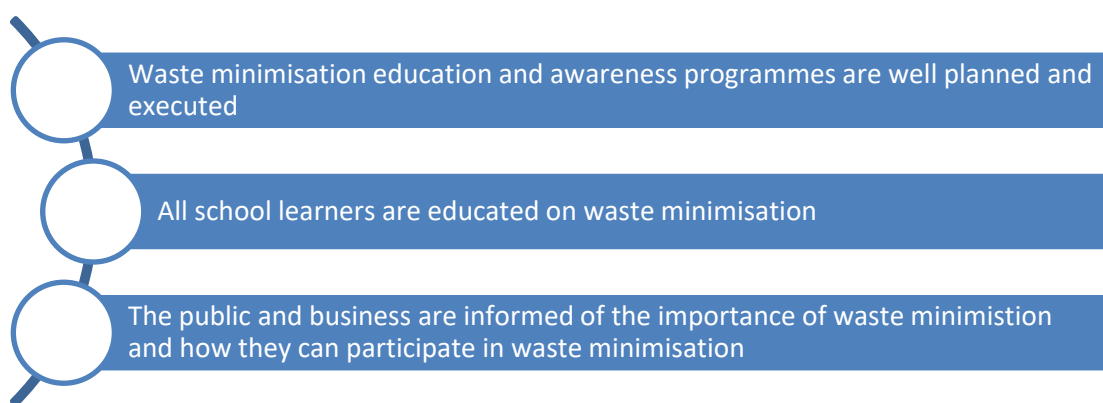 Waste minimisation education and awareness programmes are well planned and
executed
All school learners are educated on waste minimisation
The public and business are informed of the importance of waste minimistion
and how they can participate in waste minimisation